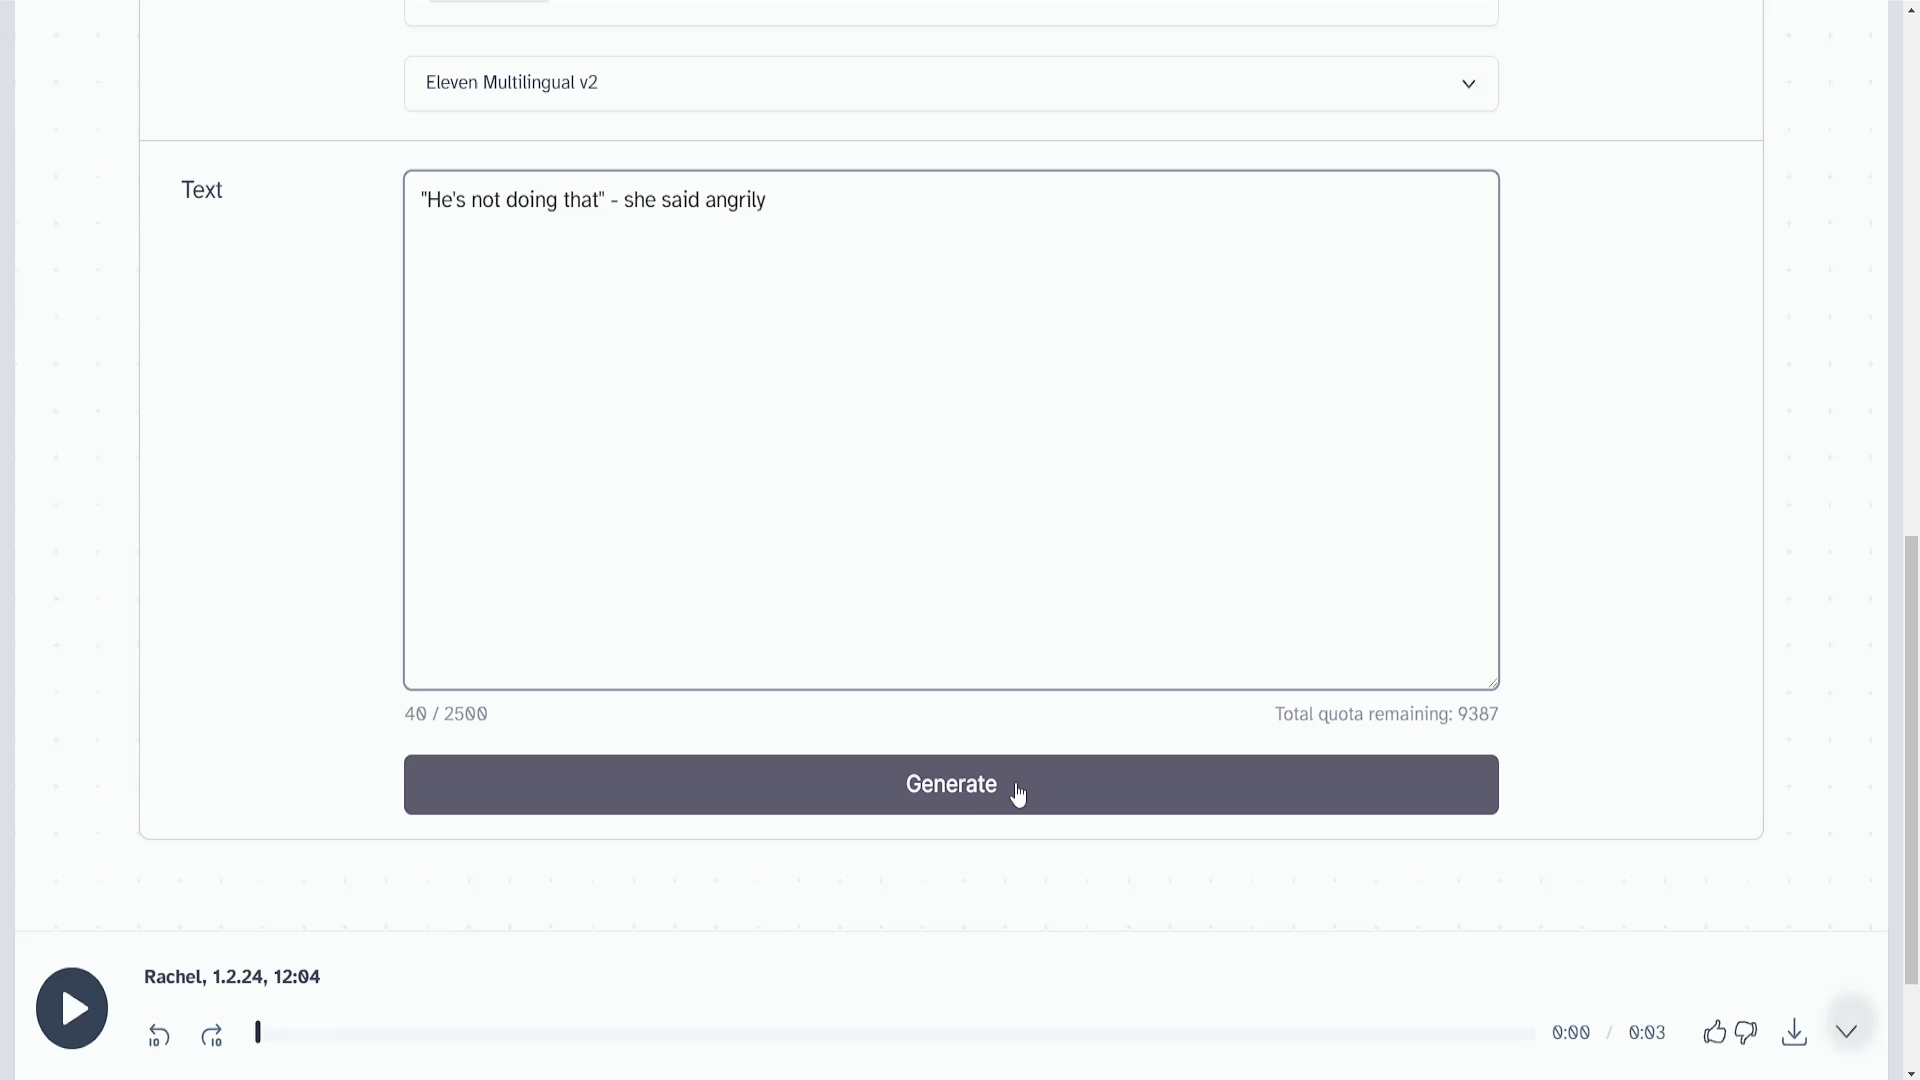 Eleven Multilingual v2
Text
"He's not doing that" - she said angrily
40 / 2500
Total quota remaining: 9387
Generate
Rachel, 1.2.24, 12:04
10
10
0:00 / 0:03